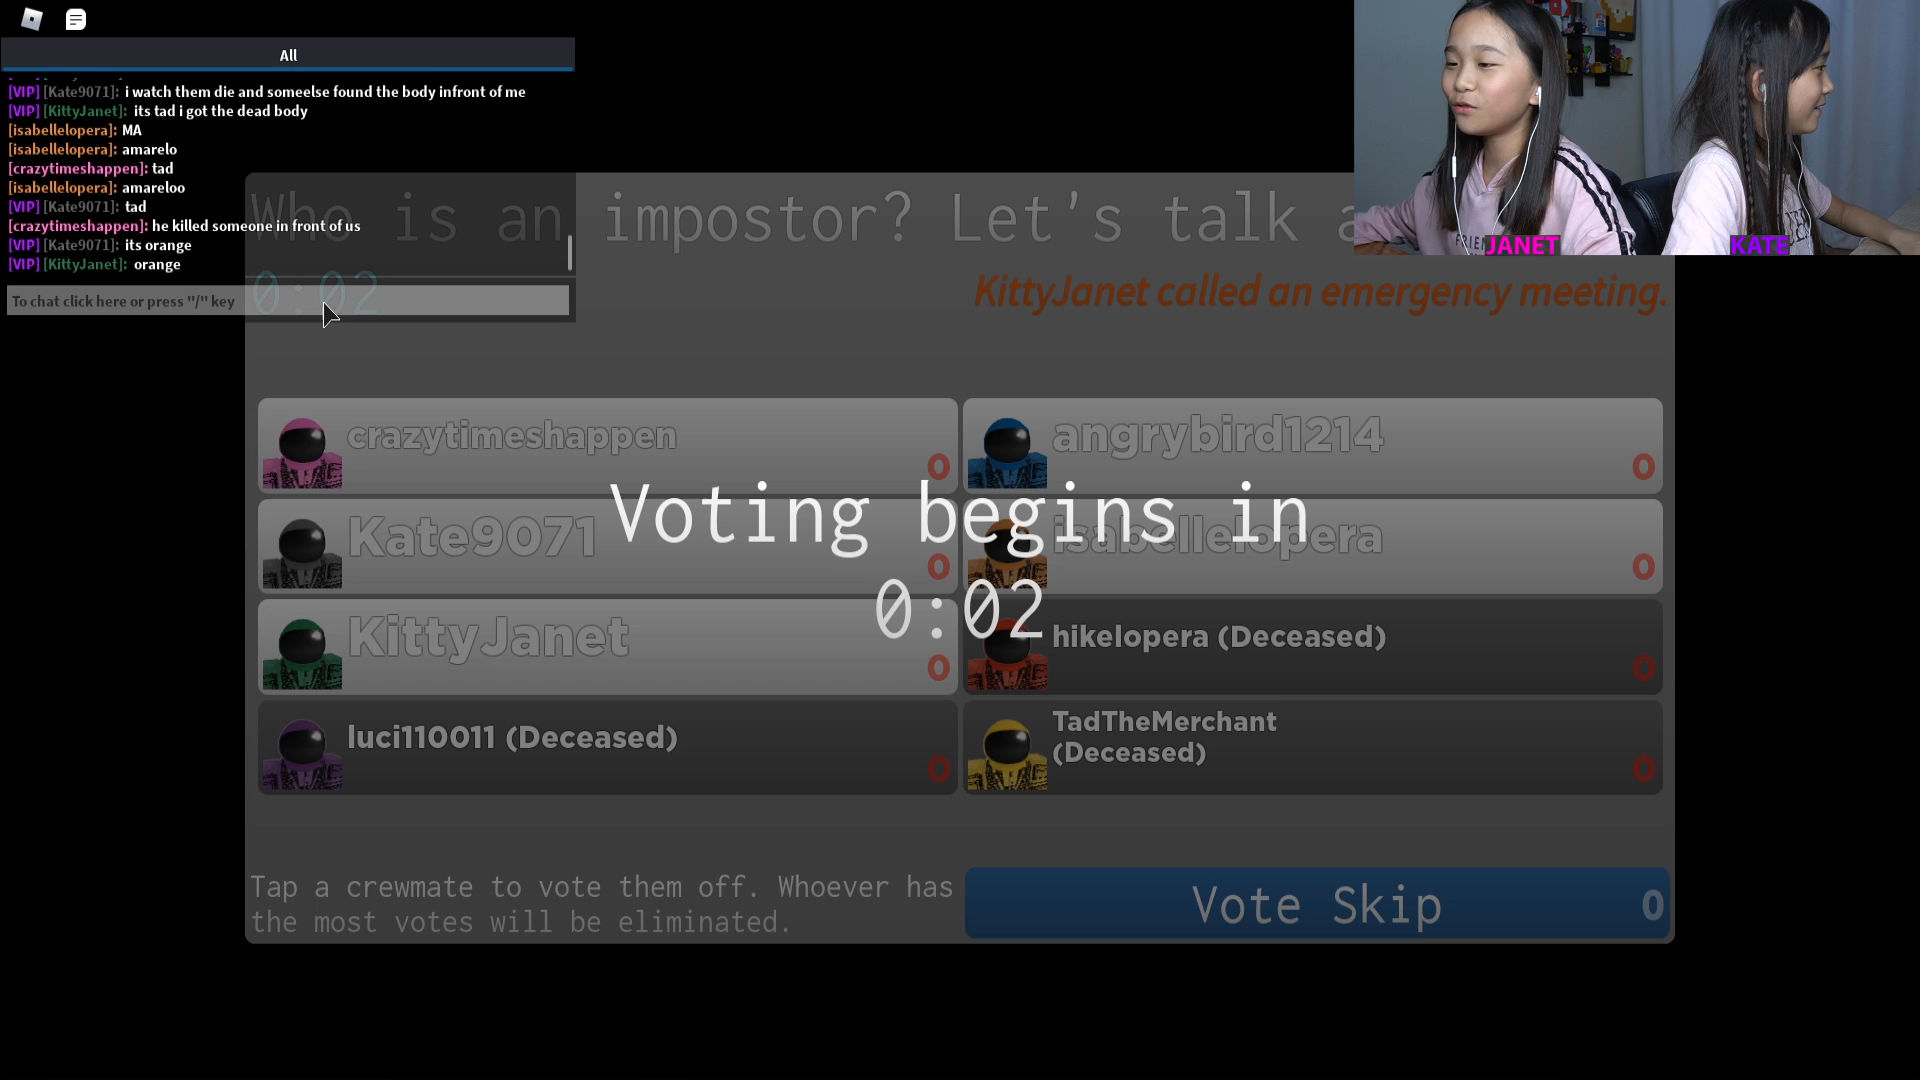 All
[VIP] [Kate9071]: i watch them die and someelse found the body infront of me
[VIP] [KittyJanet]: its tad i got the dead body
[isabellelopera]: MA
[isabellelopera]: amarelo
[crazytimeshappen]: tad
[isabellelopera]: amareloo
[VIP] [Kate9071]: tad
[crazytimeshappen]: he killed someone in front of us
[VIP] [Kate9071]: its orange
[VIP] [KittyJanet]: orange
To chat click here or press "/" key
Who is an impostor? Let's talk
0:02
KittyJanet called an emergency meeting.
JANET
KATE
crazytimeshappen
0
angrybird1214
0
Kate9071
0
isabellelopera
0
Voting begins in
0:02
KittyJanet
0
hikelopera (Deceased)
0
luci110011 (Deceased)
0
TadTheMerchant
(Deceased)
0
Tap a crewmate to vote them off. Whoever has
the most votes will be eliminated.
Vote Skip
0